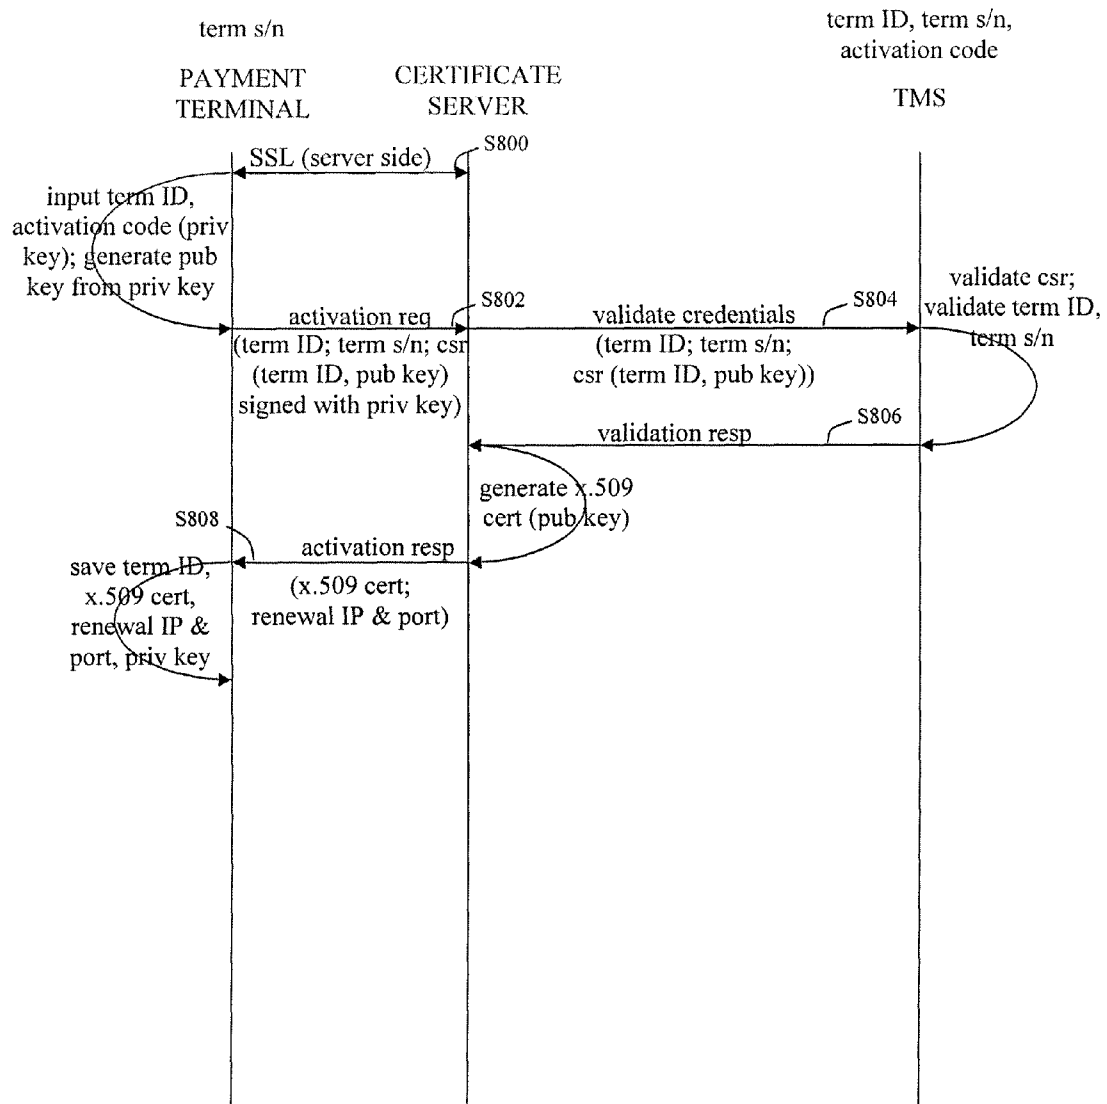 term s/n
term ID, term s/n,
activation code
PAYMENT
TERMINAL
CERTIFICATE
SERVER
TMS
S800
SSL (server side)
input term ID,
activation code (priv
key); generate pub
key from priv key
S802
activation req
(term ID; term s/n; csr
(term ID, pub key)
signed with priv key)
S804
validate credentials
(term ID; term s/n;
csr (term ID, pub key))
validate csr;
validate term ID,
term s/n
S806
validation resp
generate x.509
cert (pub key)
S808
activation resp
(x.509 cert;
renewal IP & port)
save term ID,
x.509 cert,
renewal IP &
port, priv key